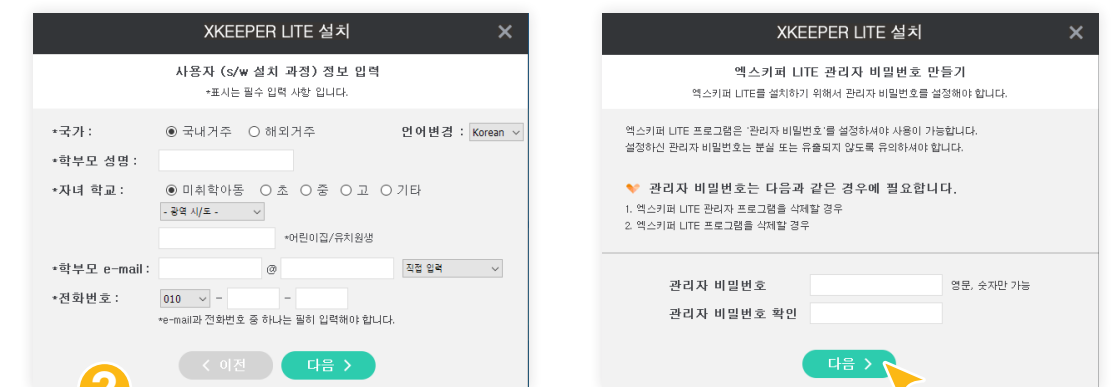 XKEEPER LITE 설치
사용자 (s/w 설치 과정) 정보 입력
*표시는 필수 입력 사항 입니다.
*국가 : 국내거주 해외거주 언어변경 : Korean
*학부모 성명 :
*자녀 학교 : 미취학아동 초 중 고 기타
- 광역 시/도 -
*어린이집/유치원생
*학부모 e-mail : @ 직접 입력
*전화번호 : 010 - -
*e-mail과 전화번호 중 하나는 필히 입력해야 합니다.
< 이전 다음 >
2
XKEEPER LITE 설치
엑스키퍼 LITE 관리자 비밀번호 만들기
엑스키퍼 LITE를 설치하기 위해서 관리자 비밀번호를 설정해야 합니다.
엑스키퍼 LITE 프로그램은 '관리자 비밀번호'를 설정하셔야 사용이 가능합니다.
설정하신 관리자 비밀번호는 분실 또는 유출되지 않도록 유의하셔야 합니다.
관리자 비밀번호는 다음과 같은 경우에 필요합니다.
1. 엑스키퍼 LITE 관리자 프로그램을 삭제할 경우
2. 엑스키퍼 LITE 프로그램을 삭제할 경우
관리자 비밀번호 영문, 숫자만 가능
관리자 비밀번호 확인
다음 >